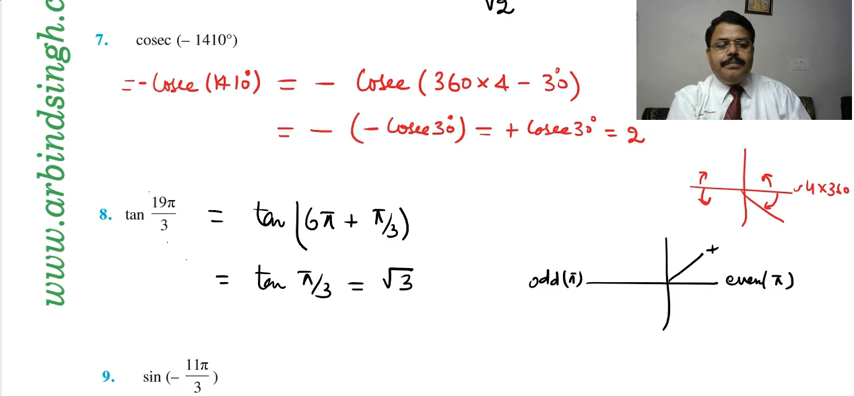 √2
7. cosec (– 1410°)
= - Cosec (1410°) = - Cosec (360 × 4 - 30°)
= - (- Cosec 30°) = + Cosec 30° = 2
4 × 360
8. tan 19π/3 = tan (6π + π/3)
= tan π/3 = √3
odd (π) + even (π)
9. sin (– 11π/3)
www.arbindsingh.c